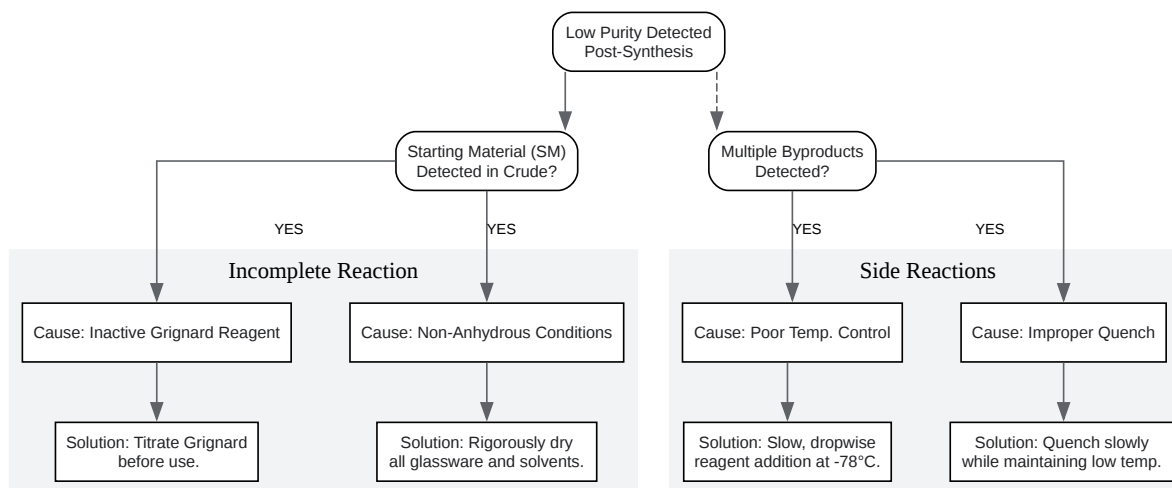 Low Purity Detected
Post-Synthesis
Starting Material (SM)
Detected in Crude?
Multiple Byproducts
Detected?
YES
YES
YES
YES
Incomplete Reaction
Side Reactions
Cause: Inactive Grignard Reagent
Cause: Non-Anhydrous Conditions
Cause: Poor Temp. Control
Cause: Improper Quench
Solution: Titrate Grignard
before use.
Solution: Rigorously dry
all glassware and solvents.
Solution: Slow, dropwise
reagent addition at -78°C.
Solution: Quench slowly
while maintaining low temp.